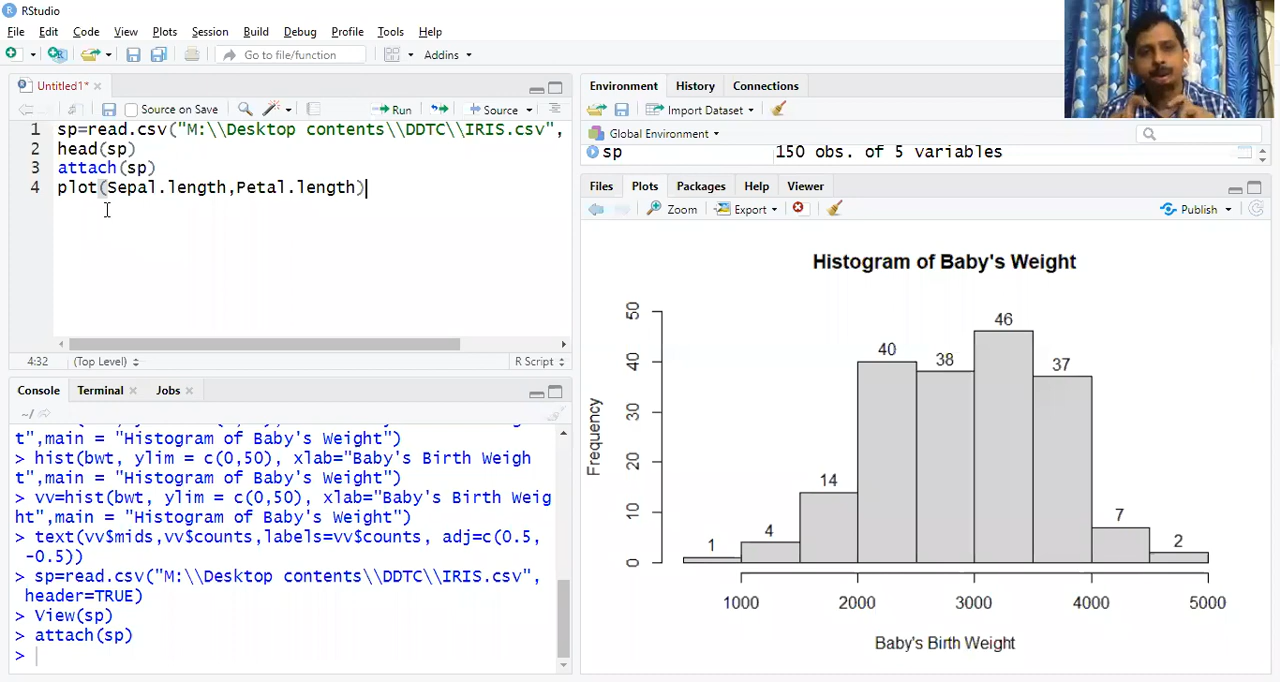 RStudio
File Edit Code View Plots Session Build Debug Profile Tools Help
Go to file/function Addins
Untitled1*
Source on Save Run Source
1 sp=read.csv("M:\\Desktop contents\\DDTC\\IRIS.csv",
2 head(sp)
3 attach(sp)
4 plot(Sepal.length,Petal.length)
4:32 (Top Level) R Script
Console Terminal Jobs
~/
t",main = "Histogram of Baby's Weight")
> hist(bwt, ylim = c(0,50), xlab="Baby's Birth Weigh
t",main = "Histogram of Baby's Weight")
> vv=hist(bwt, ylim = c(0,50), xlab="Baby's Birth Weig
ht",main = "Histogram of Baby's Weight")
> text(vv$mids,vv$counts,labels=vv$counts, adj=c(0.5,
-0.5))
> sp=read.csv("M:\\Desktop contents\\DDTC\\IRIS.csv",
header=TRUE)
> View(sp)
> attach(sp)
>
Environment History Connections
Import Dataset
Global Environment
sp 150 obs. of 5 variables
Files Plots Packages Help Viewer
Zoom Export Publish
Histogram of Baby's Weight
Frequency
50
40
30
20
10
0
1 4 14 40 38 46 37 7 2
1000 2000 3000 4000 5000
Baby's Birth Weight